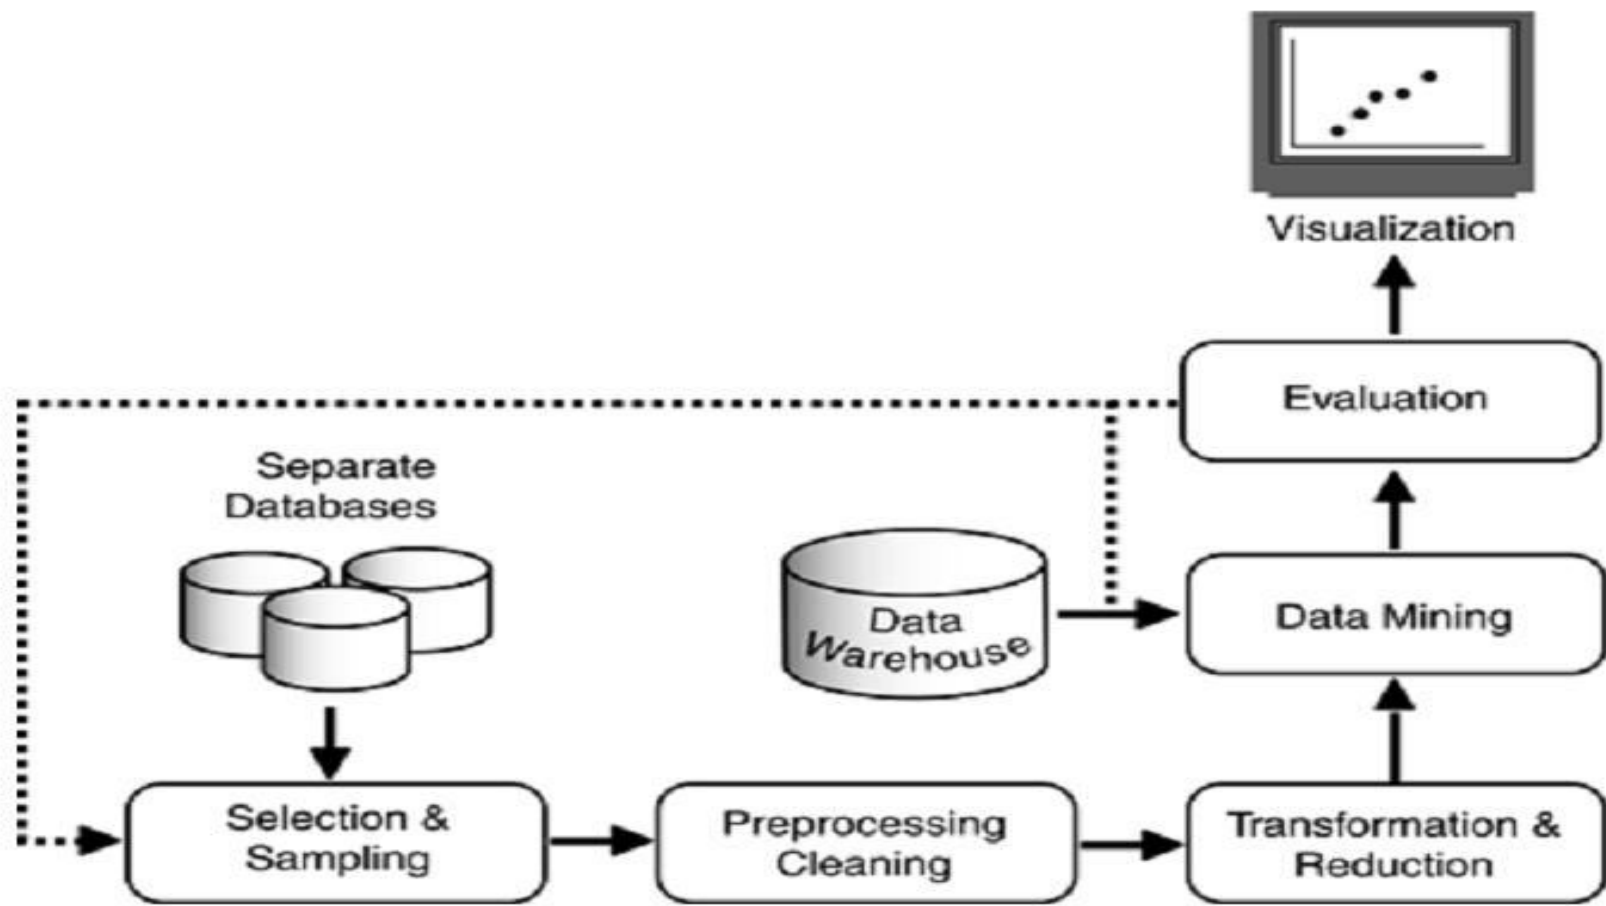 Visualization
Evaluation
Separate
Databases
Data
Warehouse
Data Mining
Selection &
Sampling
Preprocessing
Cleaning
Transformation &
Reduction